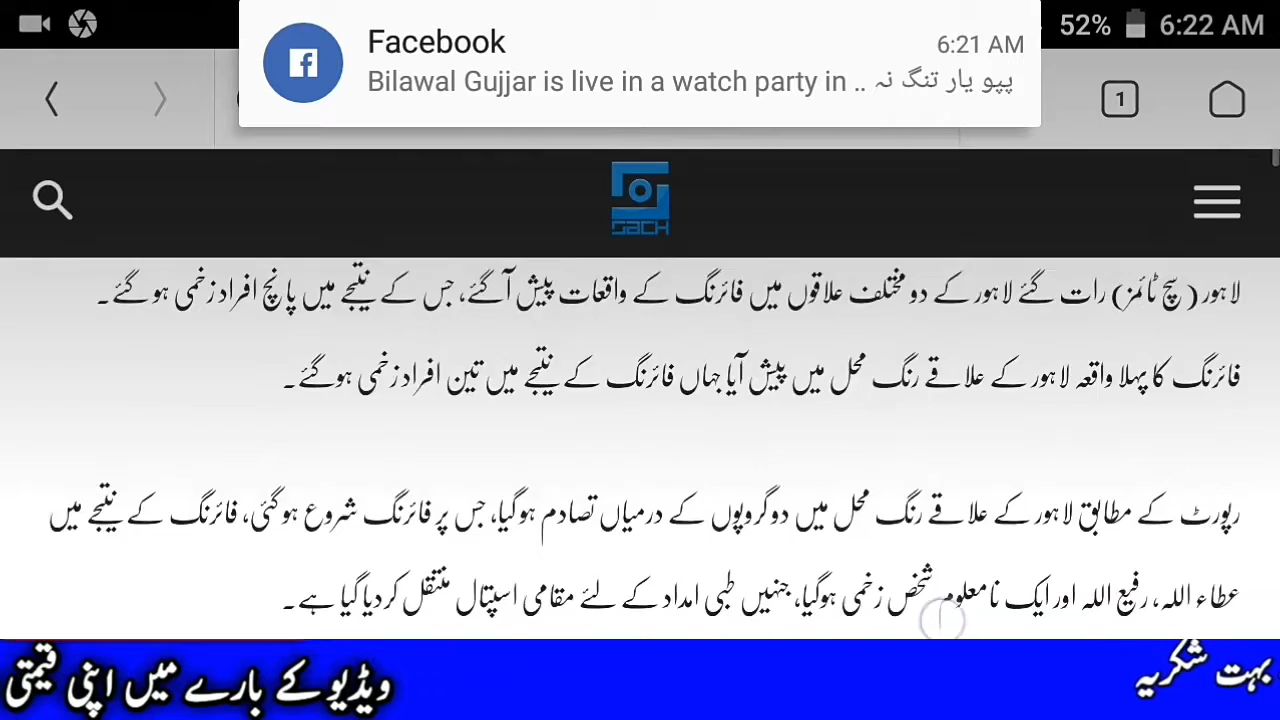 52% 6:22 AM
Facebook 6:21 AM
Bilawal Gujjar is live in a watch party in .. پپو یار تنگ نہ
1
SACH
لاہور (سچ ٹائمز) رات گئے لاہور کے دو مختلف علاقوں میں فائرنگ کے واقعات پیش آگئے، جس کے نتیجے میں پانچ افراد زخمی ہو گئے۔
فائرنگ کا پہلا واقعہ لاہور کے علاقے رنگ محل میں پیش آیا جہاں فائرنگ کے نتیجے میں تین افراد زخمی ہوگئے۔
رپورٹ کے مطابق لاہور کے علاقے رنگ محل میں دو گروپوں کے درمیاں تصادم ہوگیا، جس پر فائرنگ شروع ہو گئی، فائرنگ کے نتیجے میں
عطاء اللہ، رفیع اللہ اور ایک نامعلوم شخص زخمی ہوگیا، جنہیں طبی امداد کے لئے مقامی اسپتال منتقل کردیا گیا ہے۔
بہت شکریہ ویڈیو کے بارے میں اپنی قیمتی